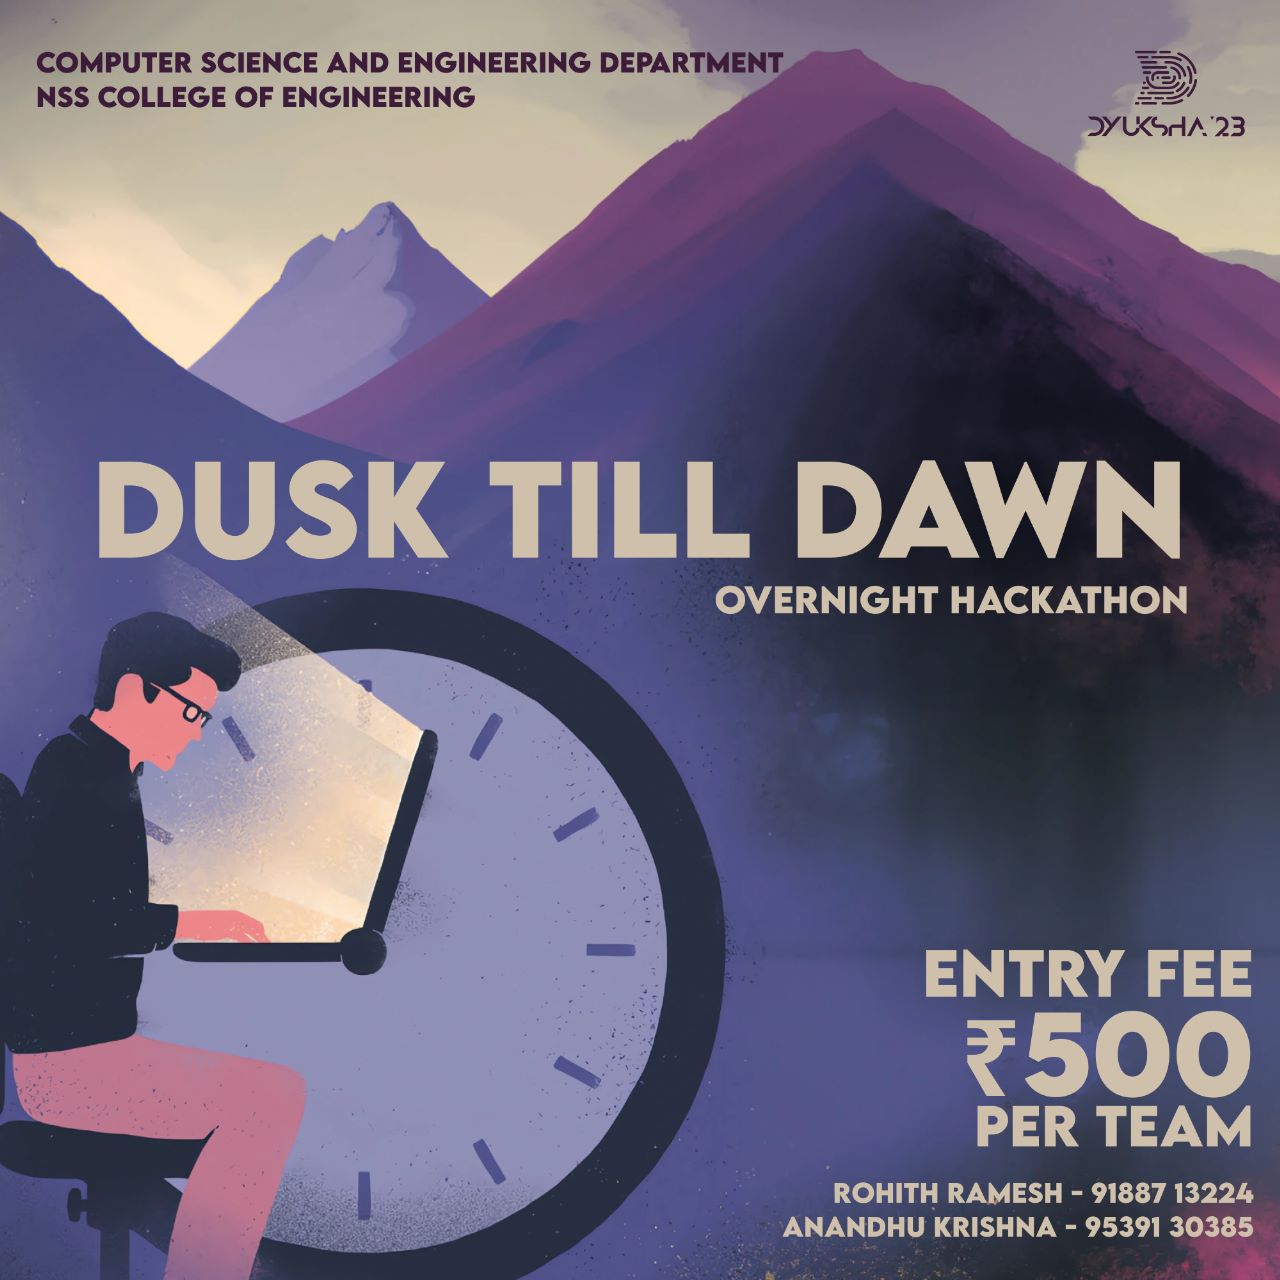 COMPUTER SCIENCE AND ENGINEERING DEPARTMENT
NSS COLLEGE OF ENGINEERING
DYUKSHA '23
DUSK TILL DAWN
OVERNIGHT HACKATHON
ENTRY FEE
₹500
PER TEAM
ROHITH RAMESH - 91887 13224
ANANDHU KRISHNA - 95391 30385